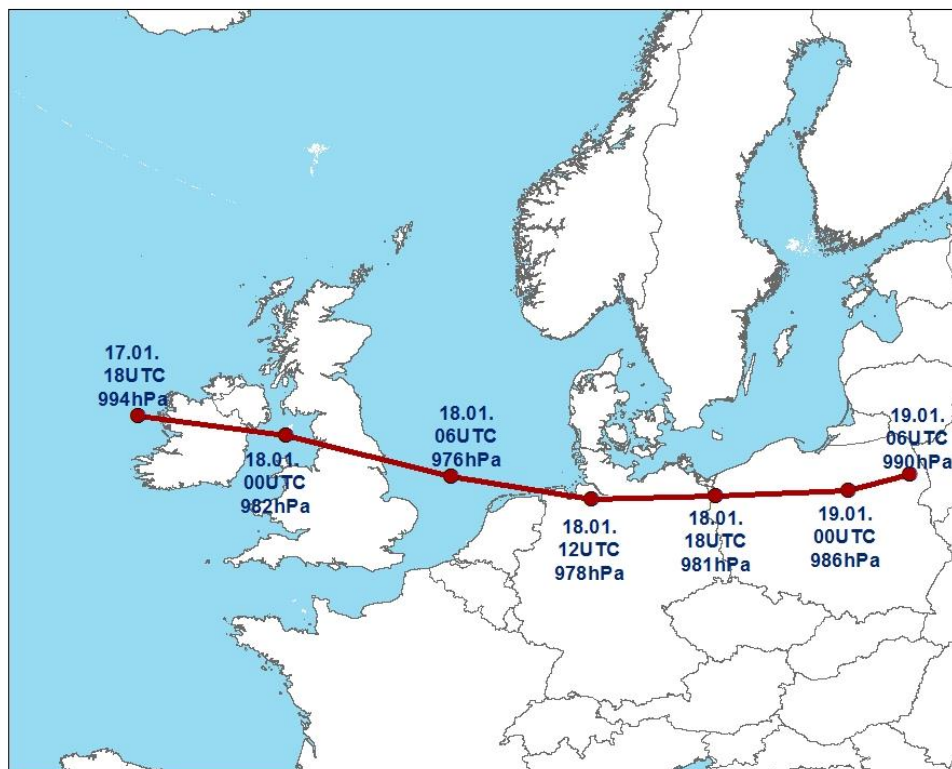 17.01.
18UTC
994hPa
18.01.
00UTC
982hPa
18.01.
06UTC
976hPa
18.01.
12UTC
978hPa
18.01.
18UTC
981hPa
19.01.
00UTC
986hPa
19.01.
06UTC
990hPa